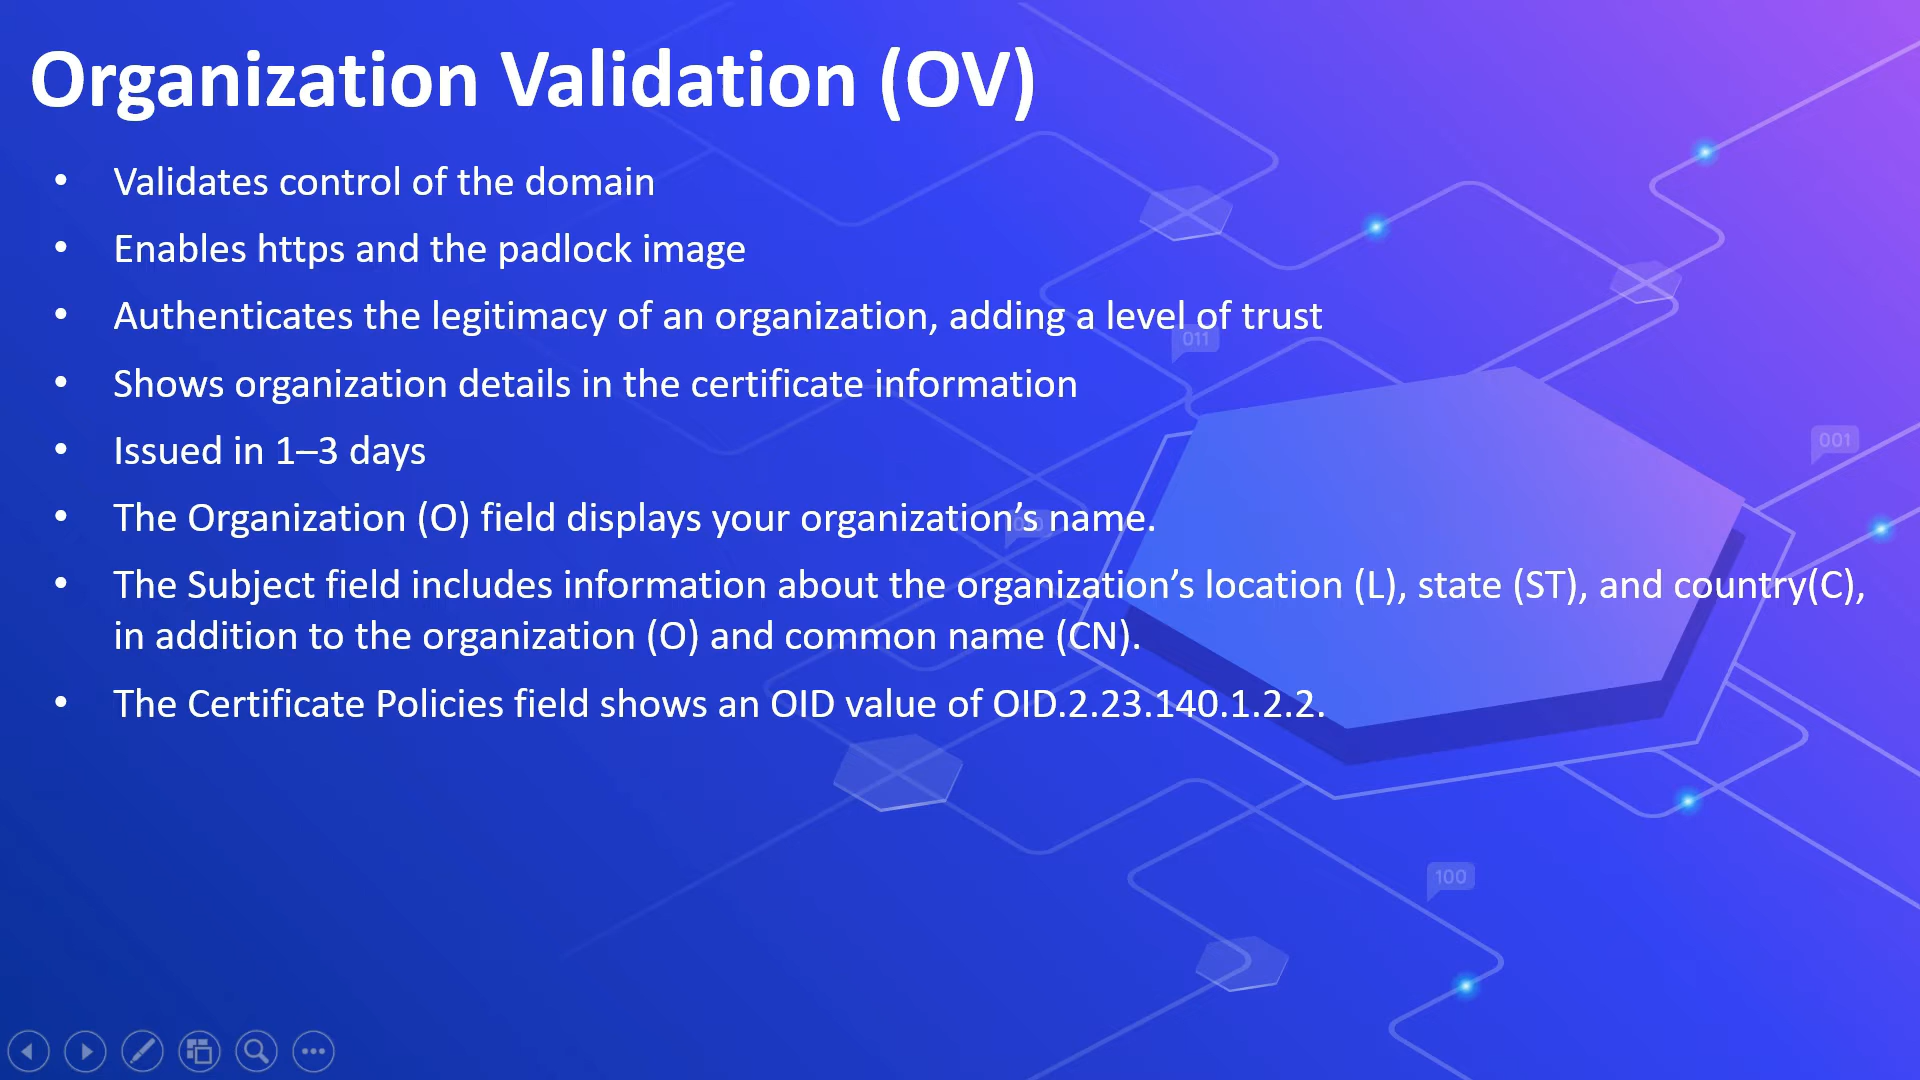 Organization Validation (OV)
• Validates control of the domain
• Enables https and the padlock image
• Authenticates the legitimacy of an organization, adding a level of trust
011
• Shows organization details in the certificate information
001
• Issued in 1–3 days
• The Organization (O) field displays your organization’s name.
• The Subject field includes information about the organization’s location (L), state (ST), and country(C),
in addition to the organization (O) and common name (CN).
• The Certificate Policies field shows an OID value of OID.2.23.140.1.2.2.
100